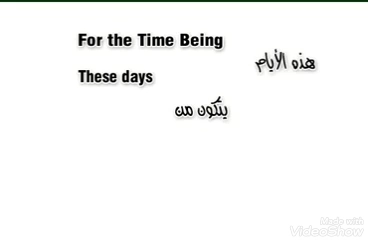 For the Time Being
هذه الأيام
These days
يتكون من
Made with
VideoShow